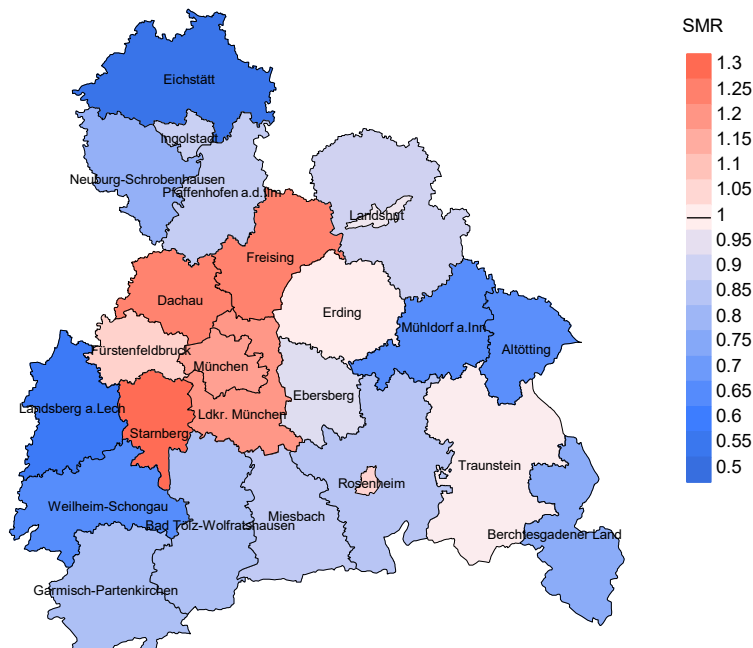 SMR
1.3
1.25
1.2
1.15
1.1
1.05
1
0.95
0.9
0.85
0.8
0.75
0.7
0.65
0.6
0.55
0.5
Eichstätt
Ingolstadt
Neuburg-Schrobenhausen
Pfaffenhofen a.d.Ilm
Landshut
Freising
Dachau
Erding
Mühldorf a.Inn
Altötting
Fürstenfeldbruck
München
Ebersberg
Landsberg a.Lech
Ldkr. München
Starnberg
Traunstein
Rosenheim
Weilheim-Schongau
Miesbach
Bad Tölz-Wolfratshausen
Berchtesgadener Land
Garmisch-Partenkirchen